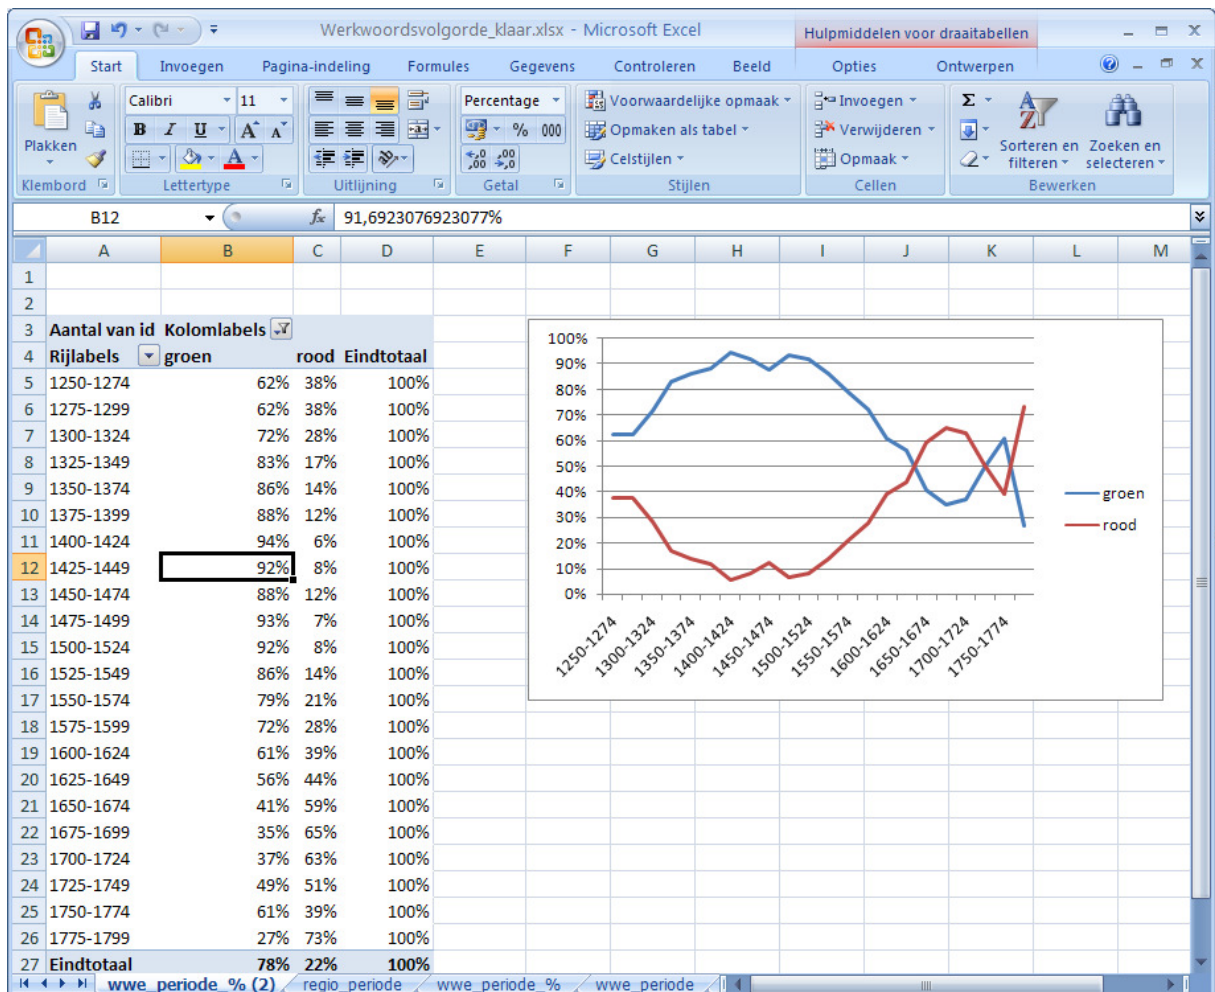 Werkwoordsvolgorde_klaar.xlsx - Microsoft Excel
Hulpmiddelen voor draaitabellen
Start Invoegen Pagina-indeling Formules Gegevens Controleren Beeld Opties Ontwerpen
Calibri 11 Percentage Voorwaardelijke opmaak Invoegen Σ
Plakken B I U A A % 000 Opmaken als tabel Verwijderen Sorteren en filteren Zoeken en selecteren
A ,0 ,00 ,00 ,0 Celstijlen Opmaak
Klembord Lettertype Uitlijning Getal Stijlen Cellen Bewerken
B12 fx 91,6923076923077%
A B C D E F G H I J K L M
1
2
3 Aantal van id Kolomlabels
4 Rijlabels groen rood Eindtotaal
5 1250-1274 62% 38% 100%
6 1275-1299 62% 38% 100%
7 1300-1324 72% 28% 100%
8 1325-1349 83% 17% 100%
9 1350-1374 86% 14% 100%
10 1375-1399 88% 12% 100%
11 1400-1424 94% 6% 100%
12 1425-1449 92% 8% 100%
13 1450-1474 88% 12% 100%
14 1475-1499 93% 7% 100%
15 1500-1524 92% 8% 100%
16 1525-1549 86% 14% 100%
17 1550-1574 79% 21% 100%
18 1575-1599 72% 28% 100%
19 1600-1624 61% 39% 100%
20 1625-1649 56% 44% 100%
21 1650-1674 41% 59% 100%
22 1675-1699 35% 65% 100%
23 1700-1724 37% 63% 100%
24 1725-1749 49% 51% 100%
25 1750-1774 61% 39% 100%
26 1775-1799 27% 73% 100%
27 Eindtotaal 78% 22% 100%
100%
90%
80%
70%
60%
50%
40%
30%
20%
10%
0%
1250-1274 1300-1324 1350-1374 1400-1424 1450-1474 1500-1524 1550-1574 1600-1624 1650-1674 1700-1724 1750-1774
groen
rood
wwe_periode_% (2) regio_periode wwe_periode_% wwe_periode